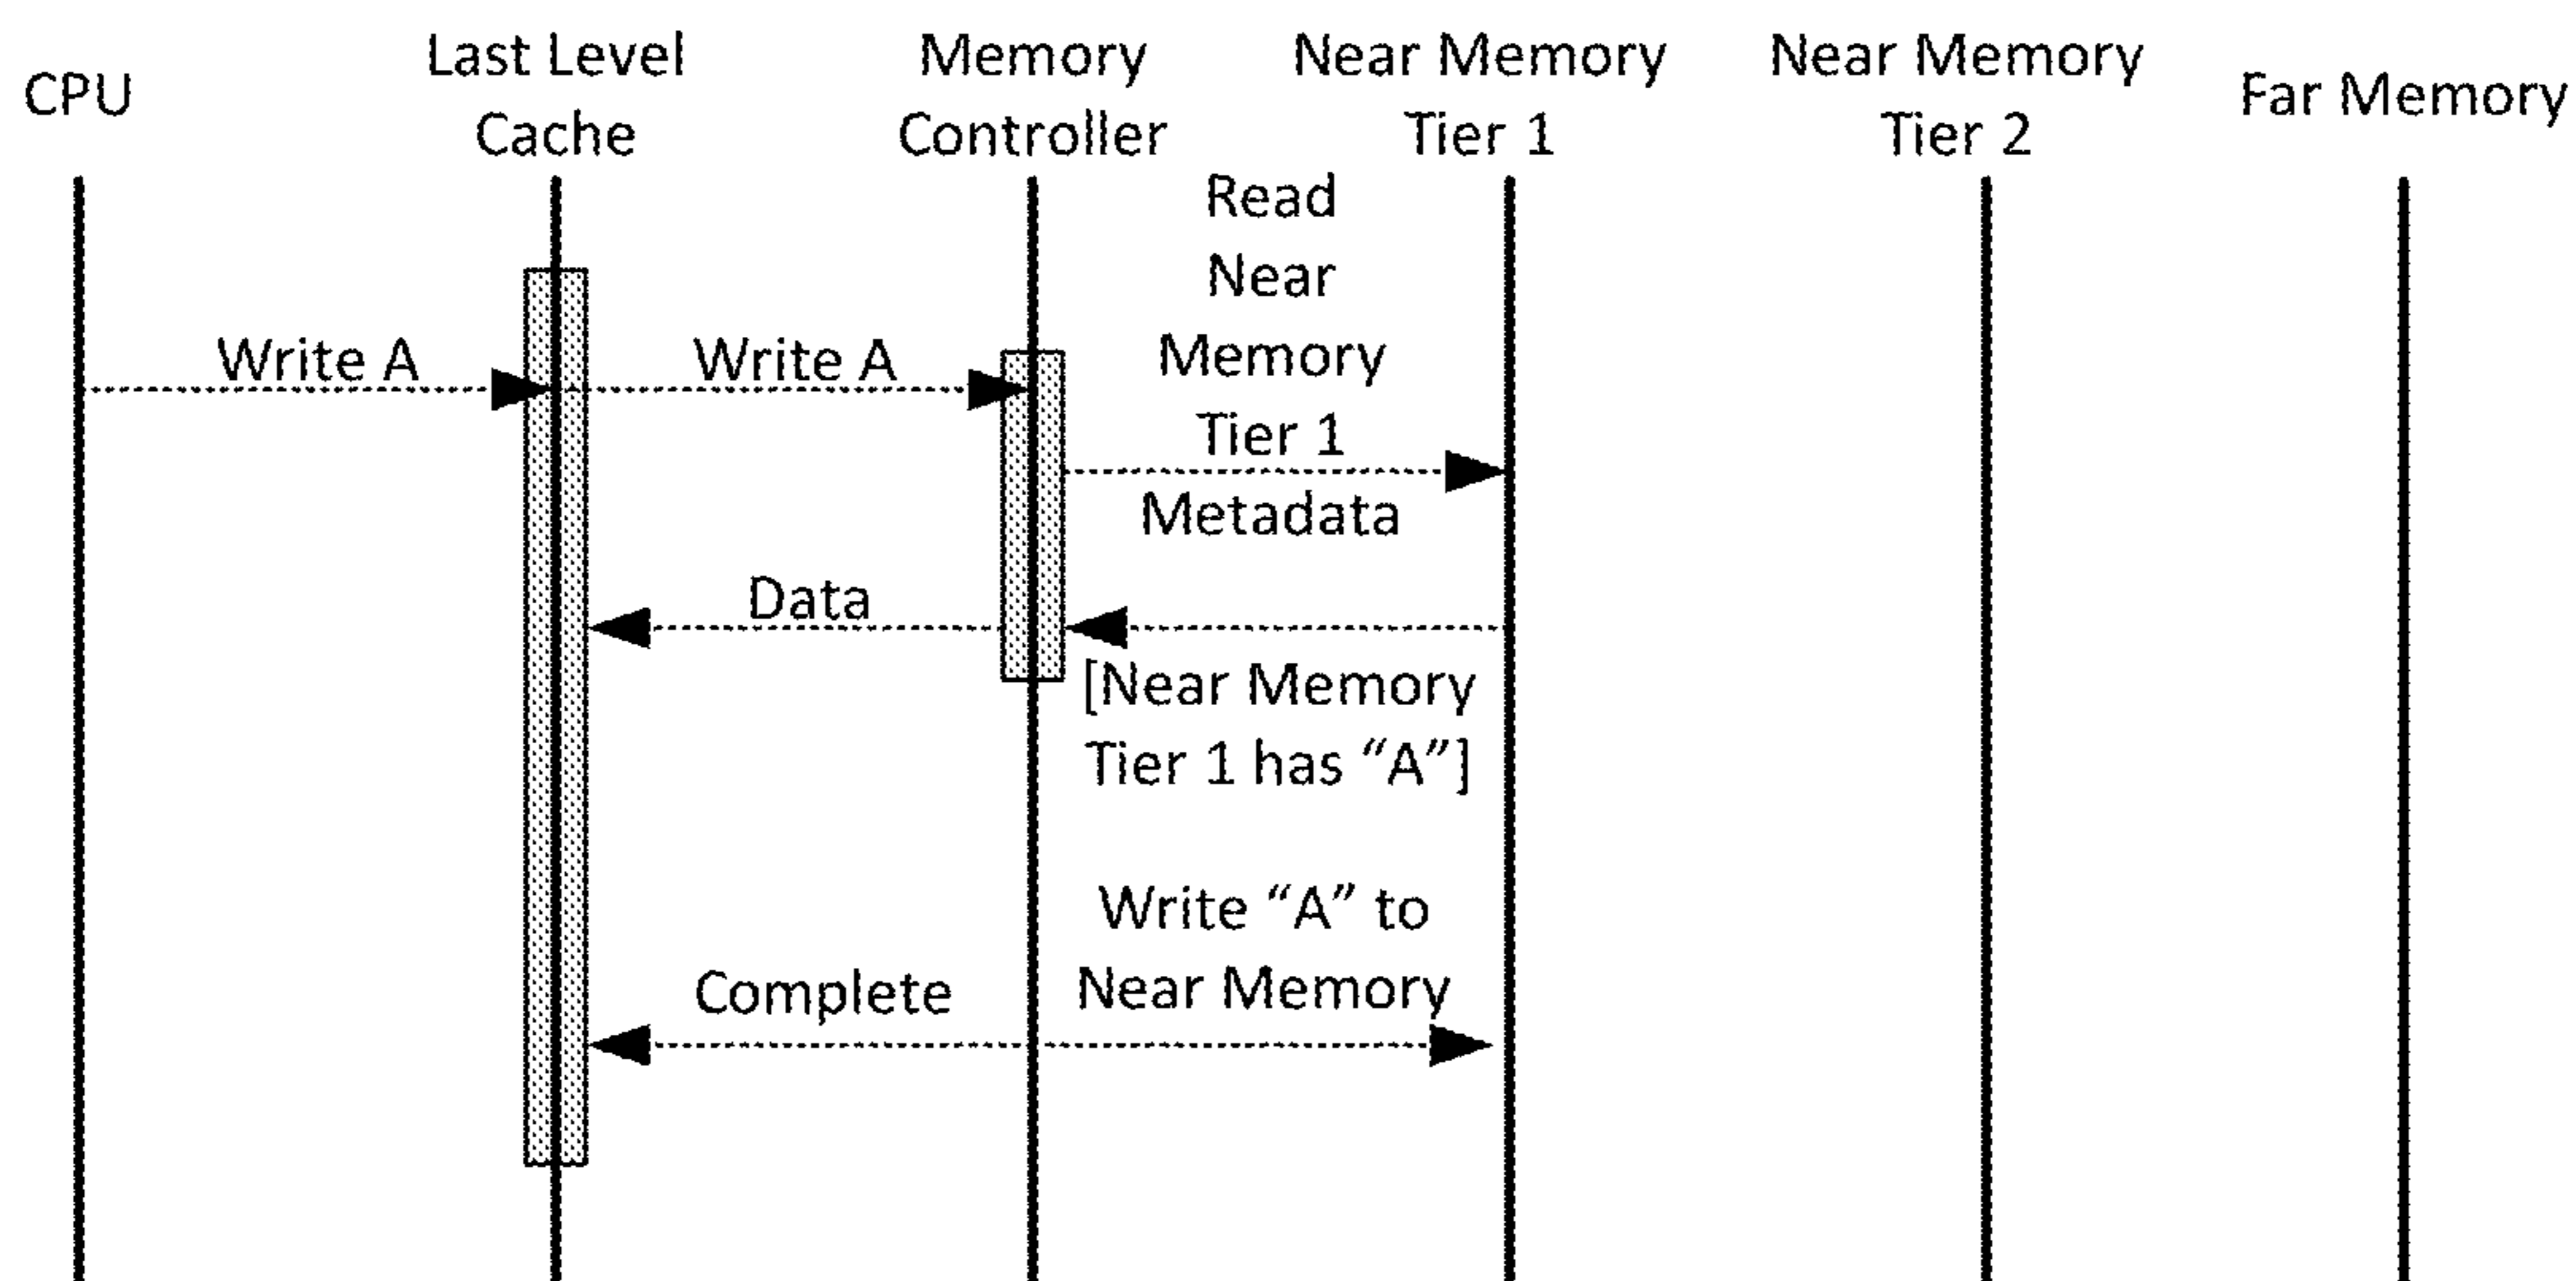 CPU
Last Level
Cache
Memory
Controller
Near Memory
Tier 1
Near Memory
Tier 2
Far Memory
Write A
Write A
Read
Near
Memory
Tier 1
Metadata
Data
[Near Memory
Tier 1 has “A”]
Complete
Write “A” to
Near Memory